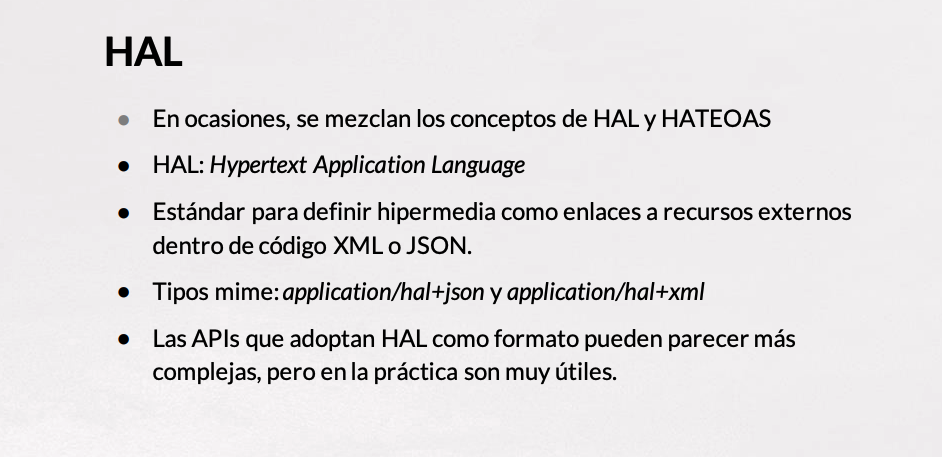 HAL
● En ocasiones, se mezclan los conceptos de HAL y HATEOAS
● HAL: Hypertext Application Language
● Estándar para definir hipermedia como enlaces a recursos externos
dentro de código XML o JSON.
● Tipos mime: application/hal+json y application/hal+xml
● Las APIs que adoptan HAL como formato pueden parecer más
complejas, pero en la práctica son muy útiles.